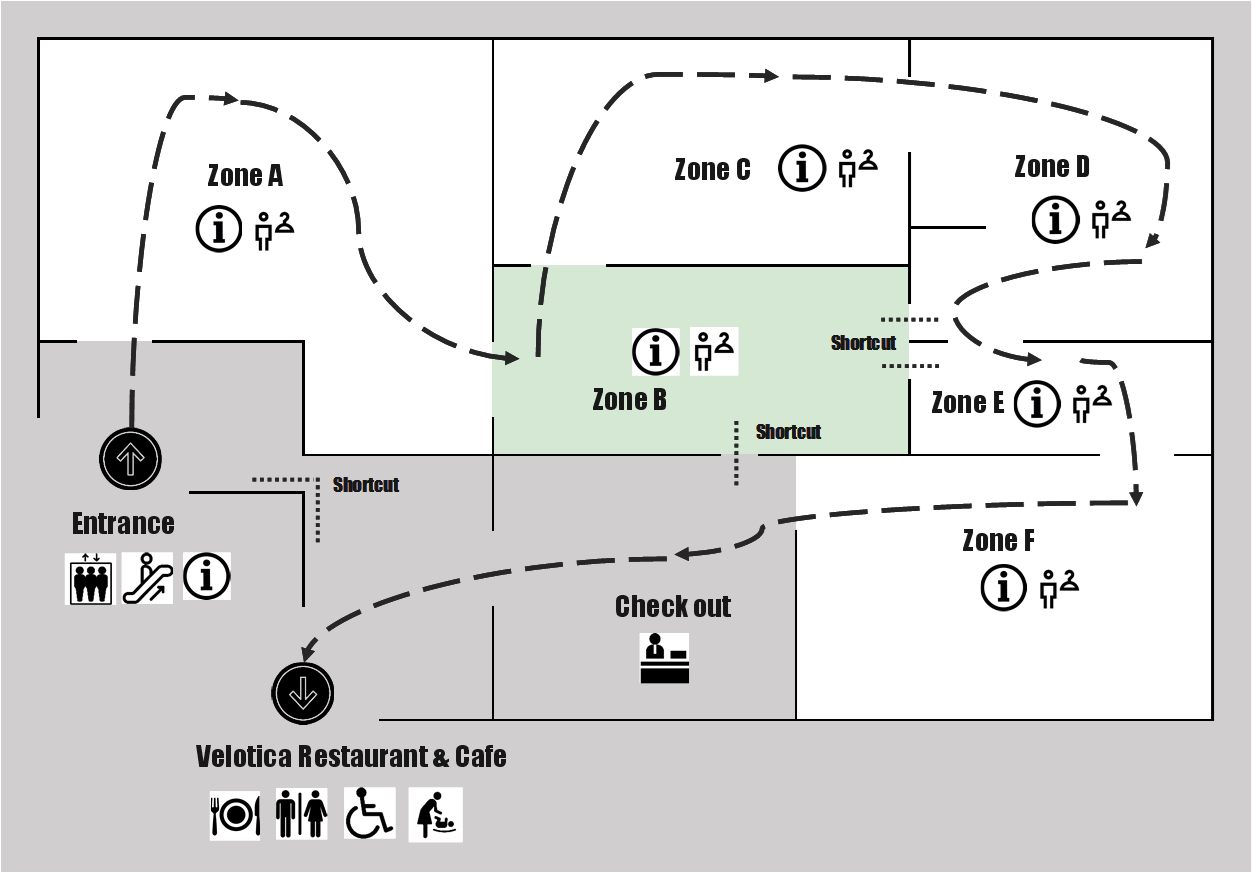 Zone A
Zone C
Zone D
Shortcut
Zone B
Zone E
Shortcut
Shortcut
Entrance
Zone F
Check out
Velotica Restaurant & Cafe